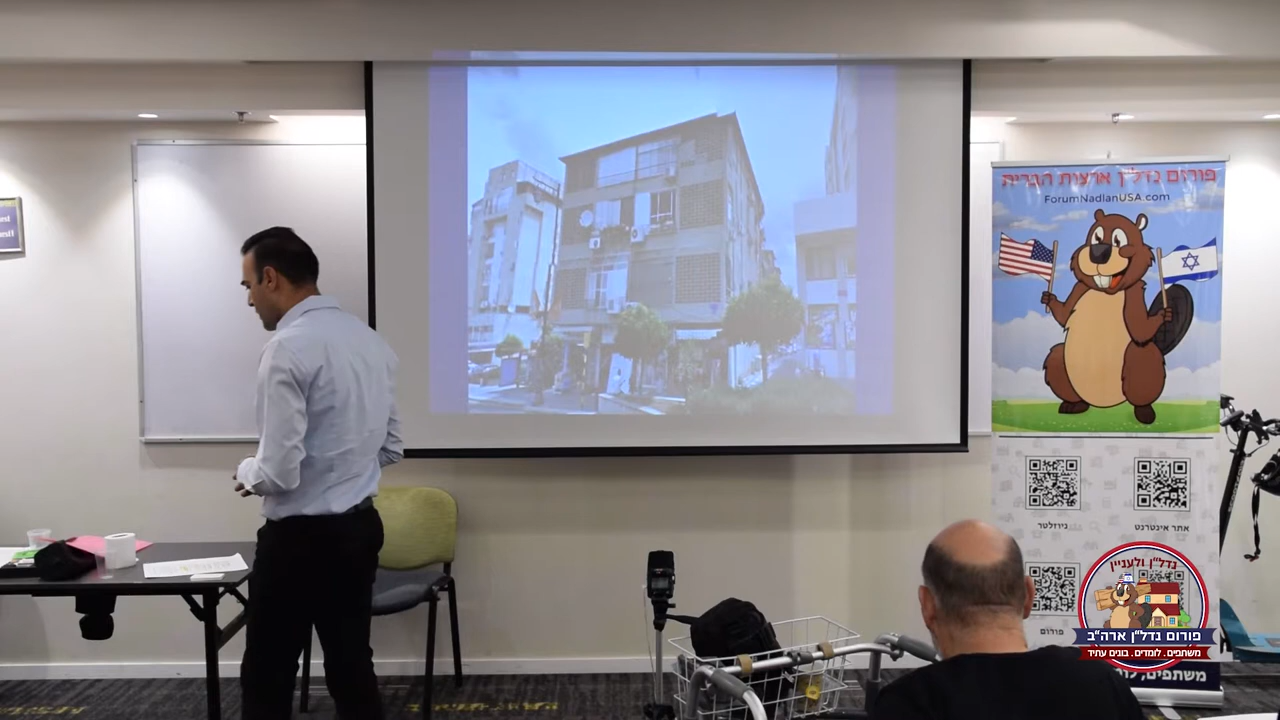 פורום נדל"ן ארצות הברית
ForumNadlanUSA.com
ניוזלטר
אתר אינטרנט
פורום
נדל"ן ולעניין
פורום נדל"ן ארה"ב
משתפים. לומדים. בונים עתיד
משתפים,